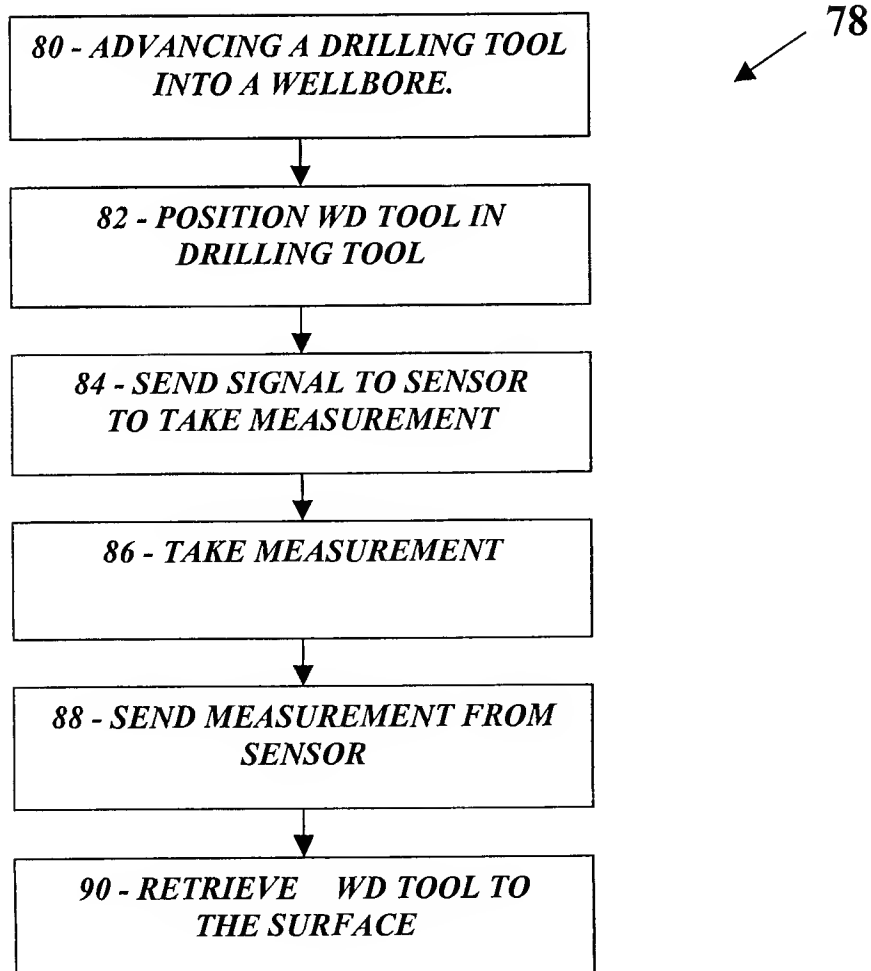 78
80 - ADVANCING A DRILLING TOOL
INTO A WELLBORE.
82 - POSITION WD TOOL IN
DRILLING TOOL
84 - SEND SIGNAL TO SENSOR
TO TAKE MEASUREMENT
86 - TAKE MEASUREMENT
88 - SEND MEASUREMENT FROM
SENSOR
90 - RETRIEVE WD TOOL TO
THE SURFACE